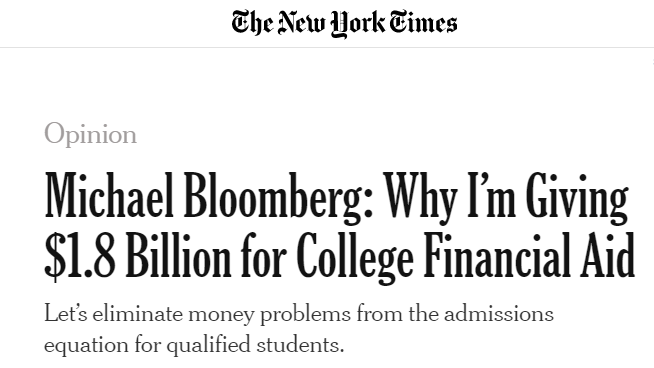 The New York Times
Opinion
Michael Bloomberg: Why I’m Giving
$1.8 Billion for College Financial Aid
Let’s eliminate money problems from the admissions
equation for qualified students.